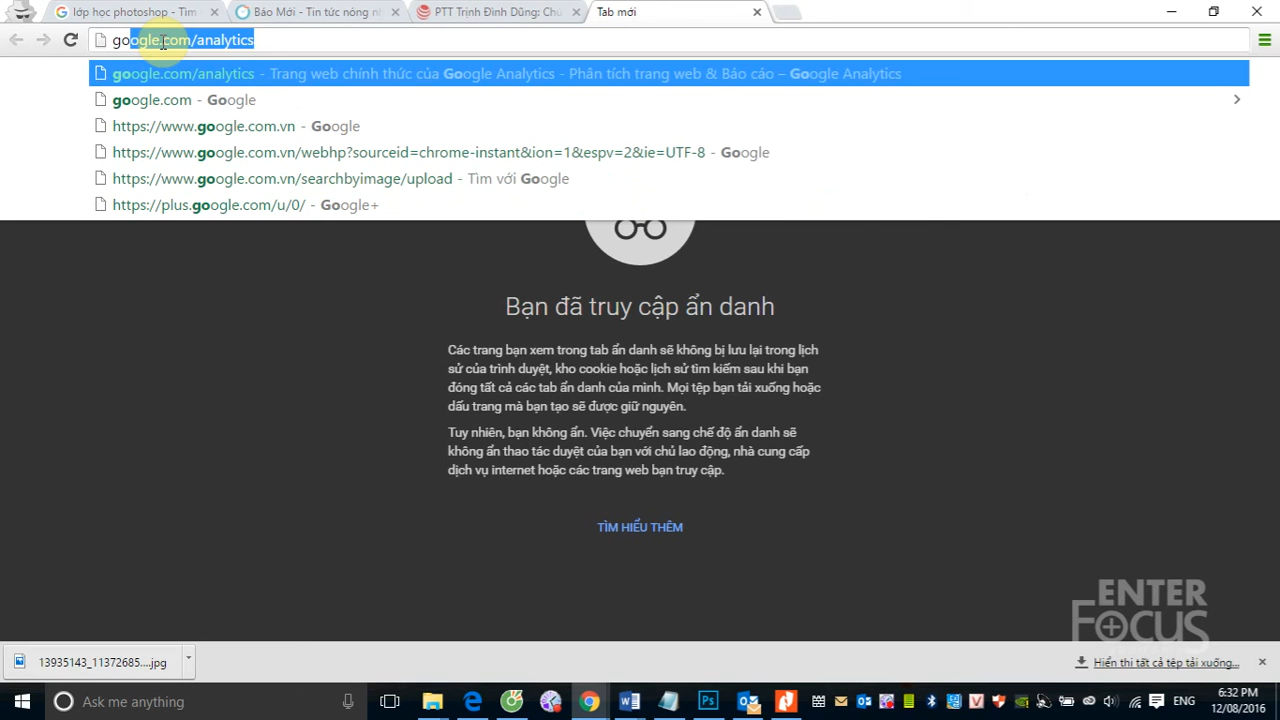 lớp học photoshop - Tìm
Báo Mới - Tin tức nóng nh
PTT Trịnh Đình Dũng: Chú
Tab mới
google.com/analytics
google.com/analytics - Trang web chính thức của Google Analytics - Phân tích trang web & Báo cáo – Google Analytics
google.com - Google
https://www.google.com.vn - Google
https://www.google.com.vn/webhp?sourceid=chrome-instant&ion=1&espv=2&ie=UTF-8 - Google
https://www.google.com.vn/searchbyimage/upload - Tìm với Google
https://plus.google.com/u/0/ - Google+
Bạn đã truy cập ẩn danh
Các trang bạn xem trong tab ẩn danh sẽ không bị lưu lại trong lịch
sử của trình duyệt, kho cookie hoặc lịch sử tìm kiếm sau khi bạn
đóng tất cả các tab ẩn danh của mình. Mọi tệp bạn tải xuống hoặc
dấu trang mà bạn tạo sẽ được giữ nguyên.
Tuy nhiên, bạn không ẩn. Việc chuyển sang chế độ ẩn danh sẽ
không ẩn thao tác duyệt của bạn với chủ lao động, nhà cung cấp
dịch vụ internet hoặc các trang web bạn truy cập.
TÌM HIỂU THÊM
ENTER
FOCUS
13935143_11372685....jpg
Hiển thị tất cả tệp tải xuống...
Ask me anything
ENG
6:32 PM
12/08/2016